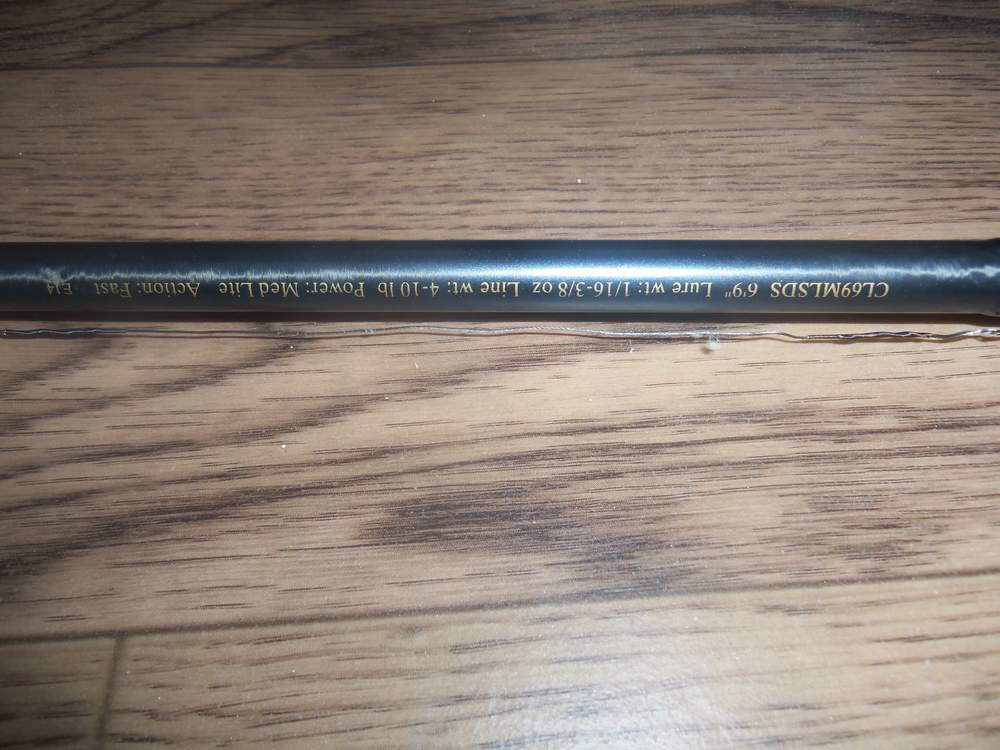 CL69MLSDS 6'9" Lure wt: 1/16-3/8 oz Line wt: 4-10 lb Power: Med Lite Action: Fast E14